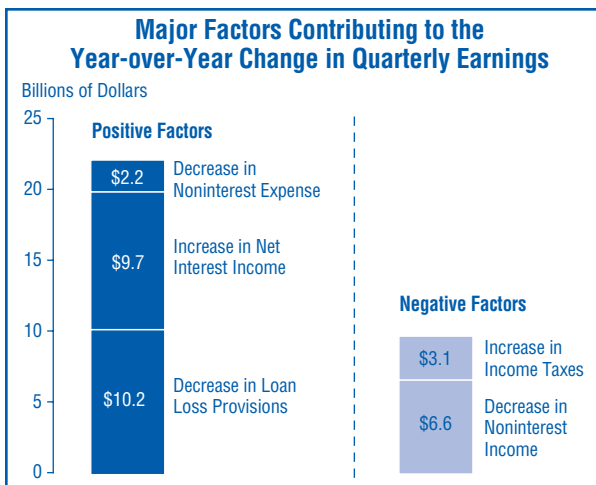 Major Factors Contributing to the
Year-over-Year Change in Quarterly Earnings
Billions of Dollars
25
20
15
10
5
0
Positive Factors
$2.2
Decrease in
Noninterest Expense
$9.7
Increase in Net
Interest Income
$10.2
Decrease in Loan
Loss Provisions
Negative Factors
$3.1
Increase in
Income Taxes
$6.6
Decrease in
Noninterest
Income